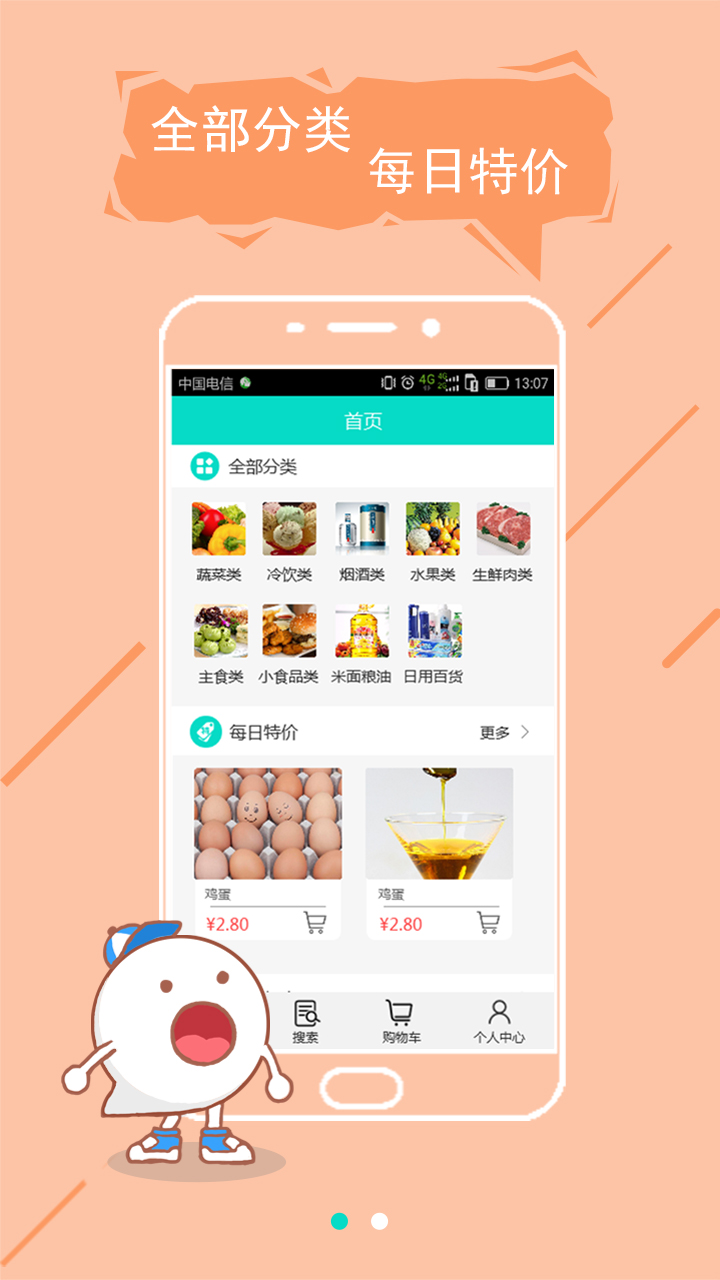 全部分类
每日特价
中国电信 4G 4G 2G 13:07
首页
全部分类
蔬菜类 冷饮类 烟酒类 水果类 生鲜肉类
主食类 小食品类 米面粮油 日用百货
每日特价 更多
鸡蛋 鸡蛋
¥2.80 ¥2.80
搜索 购物车 个人中心